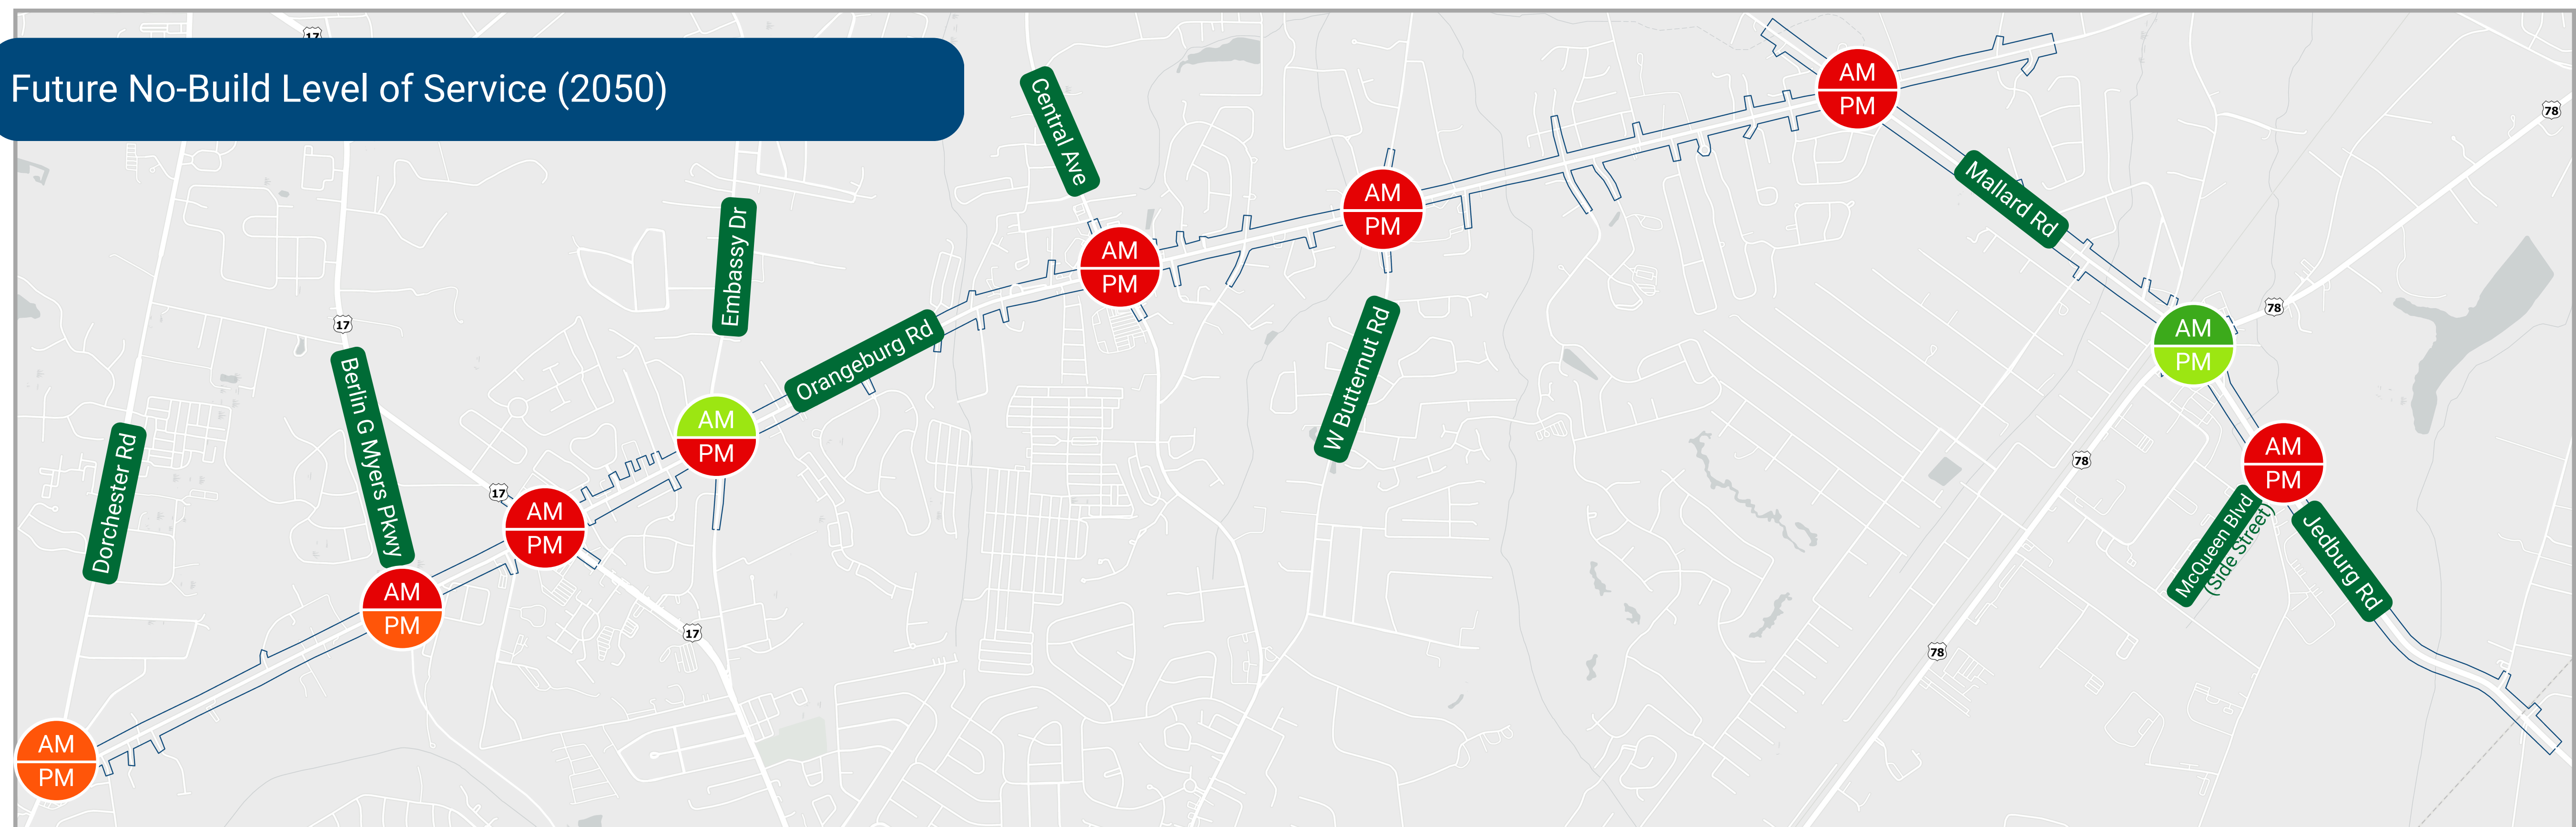 17
Future No-Build Level of Service (2050)
Central Ave
AM
PM
78
Mallard Rd
AM
PM
Embassy Dr
AM
PM
17
Orangeburg Rd
W Butternut Rd
78
AM
PM
Berlin G Myers Pkwy
Dorchester Rd
AM
PM
17
AM
PM
78
AM
PM
McQueen Blvd
(Side Street)
Jedburg Rd
AM
PM
17
78
AM
PM